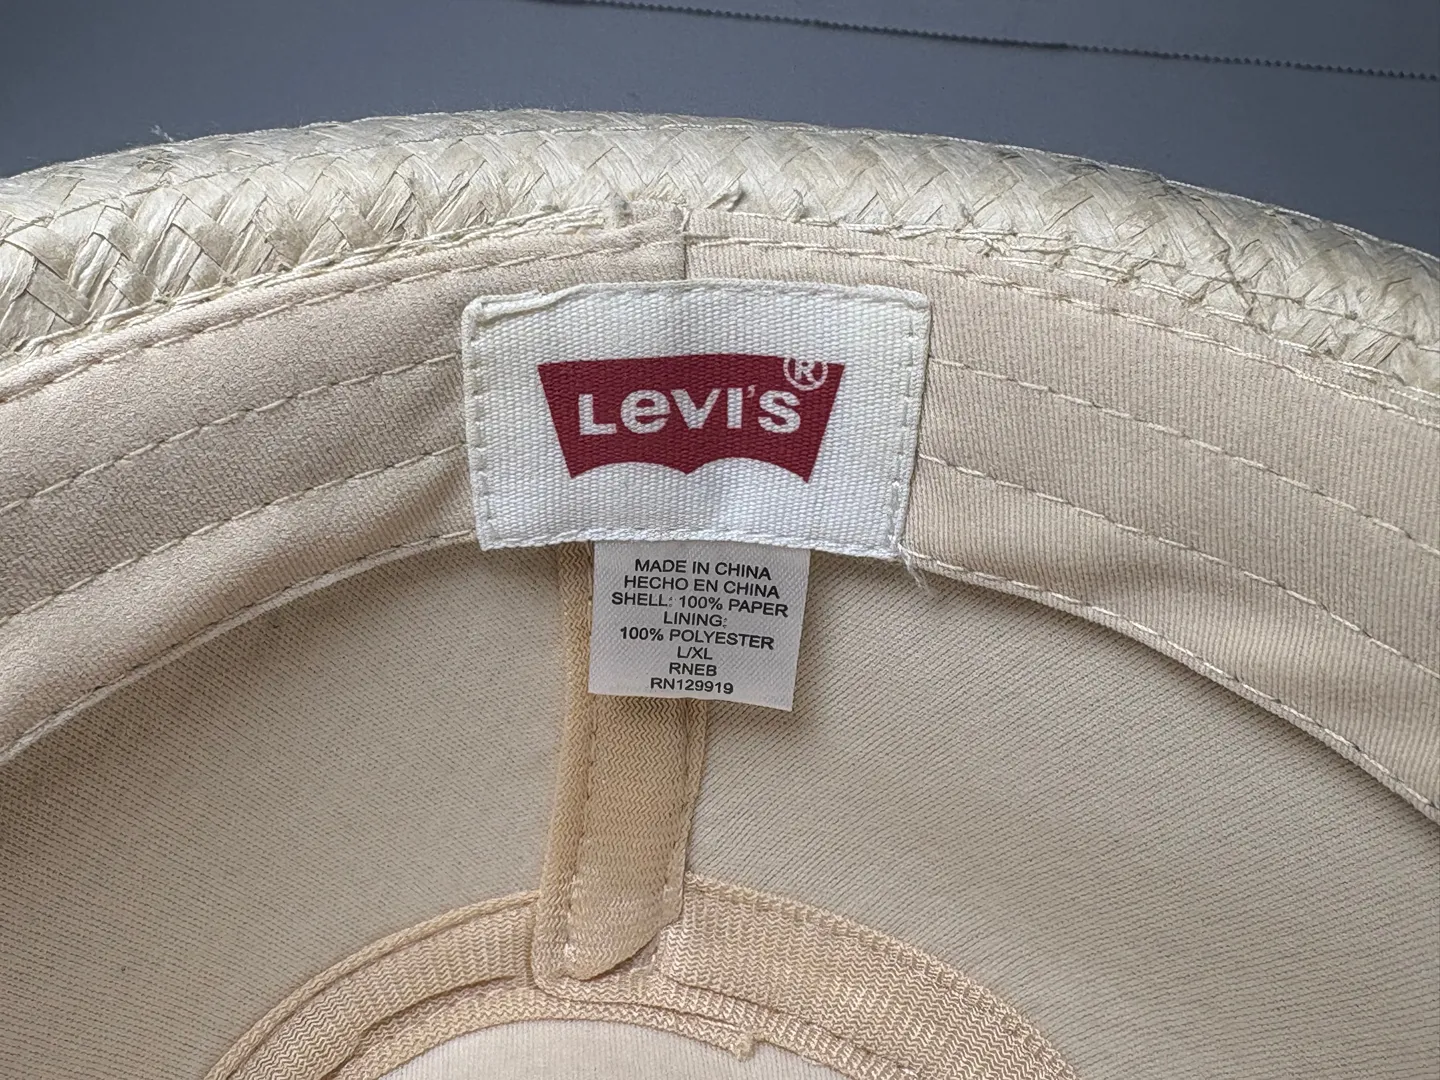 Levi's®
MADE IN CHINA
HECHO EN CHINA
SHELL: 100% PAPER
LINING:
100% POLYESTER
L/XL
RNEB
RN129919